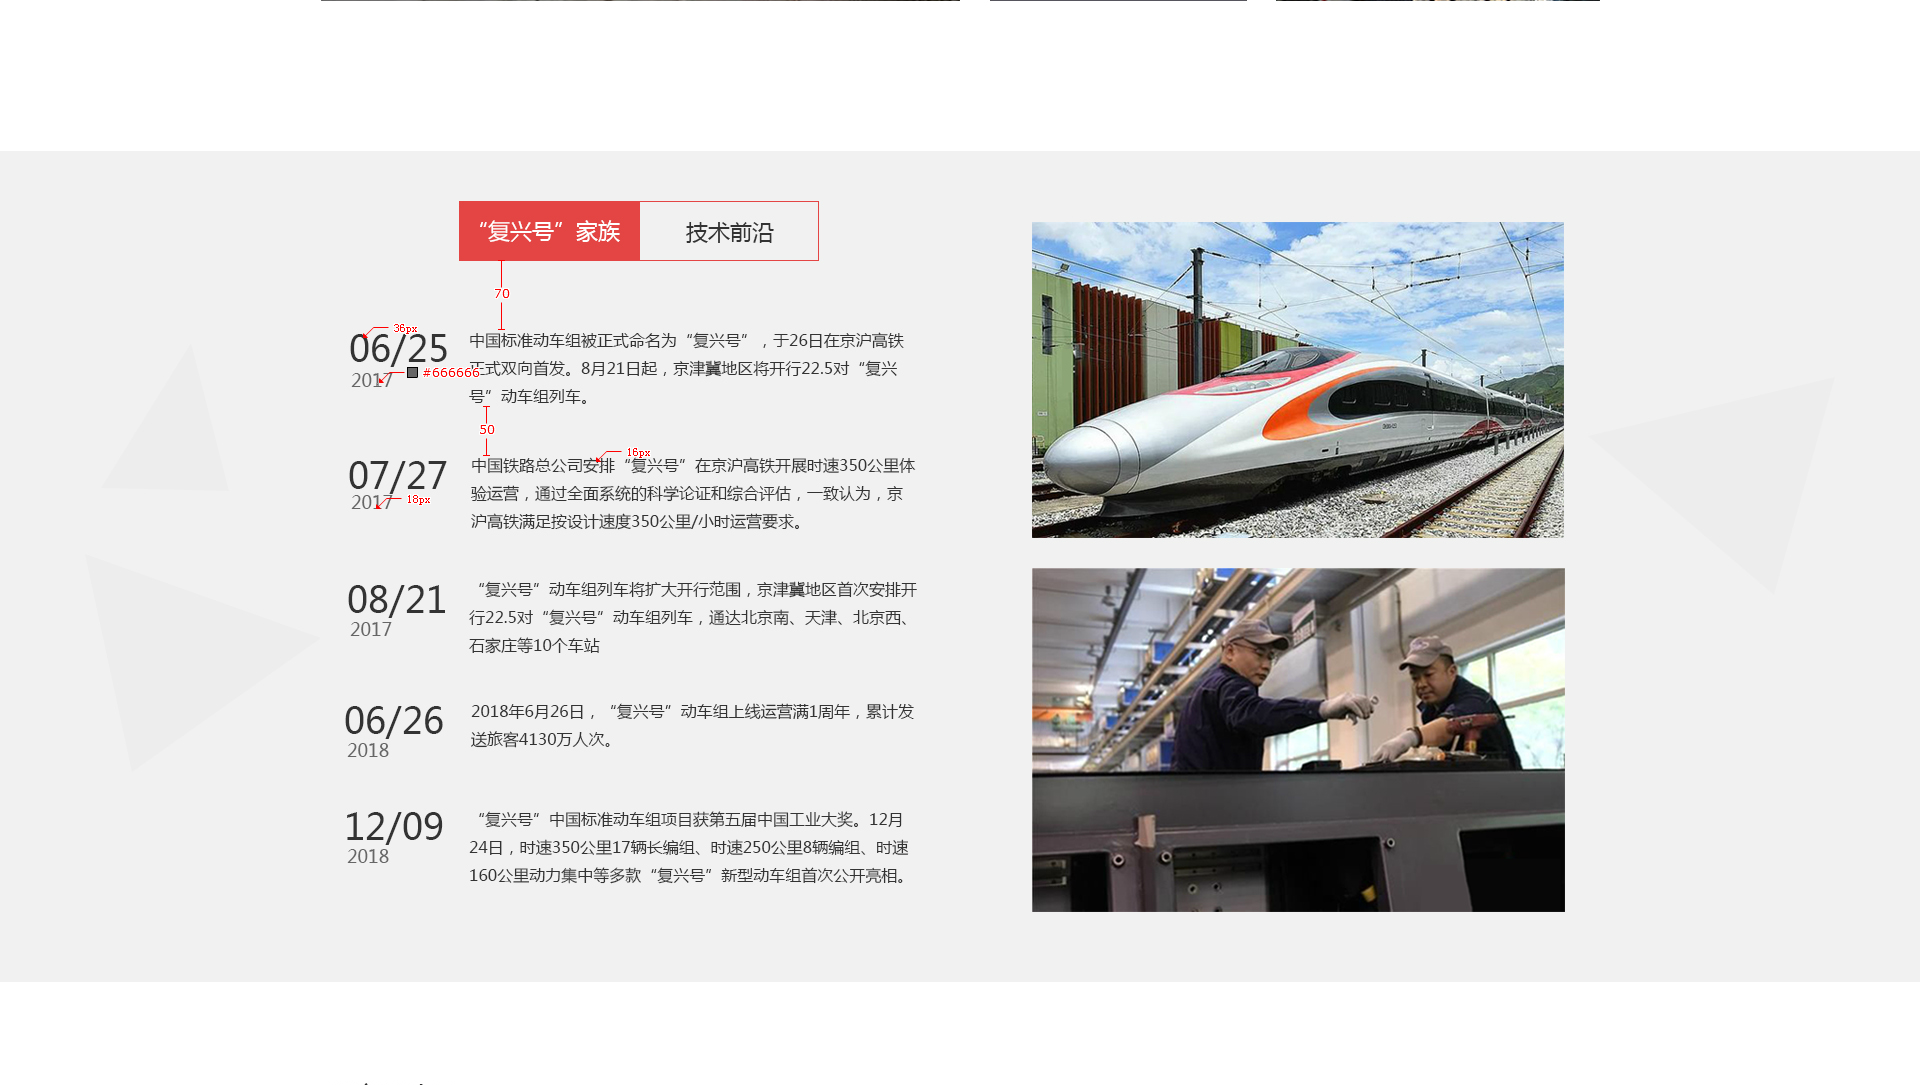 “复兴号”家族
技术前沿
70
36px
06/25
2017
#666666
中国标准动车组被正式命名为“复兴号”，于26日在京沪高铁
正式双向首发。8月21日起，京津冀地区将开行22.5对“复兴
号”动车组列车。
50
16px
07/27
2017
18px
中国铁路总公司安排“复兴号”在京沪高铁开展时速350公里体
验运营，通过全面系统的科学论证和综合评估，一致认为，京
沪高铁满足按设计速度350公里/小时运营要求。
08/21
2017
“复兴号”动车组列车将扩大开行范围，京津冀地区首次安排开
行22.5对“复兴号”动车组列车，通达北京南、天津、北京西、
石家庄等10个车站
06/26
2018
2018年6月26日，“复兴号”动车组上线运营满1周年，累计发
送旅客4130万人次。
12/09
2018
“复兴号”中国标准动车组项目获第五届中国工业大奖。12月
24日，时速350公里17辆长编组、时速250公里8辆编组、时速
160公里动力集中等多款“复兴号”新型动车组首次公开亮相。